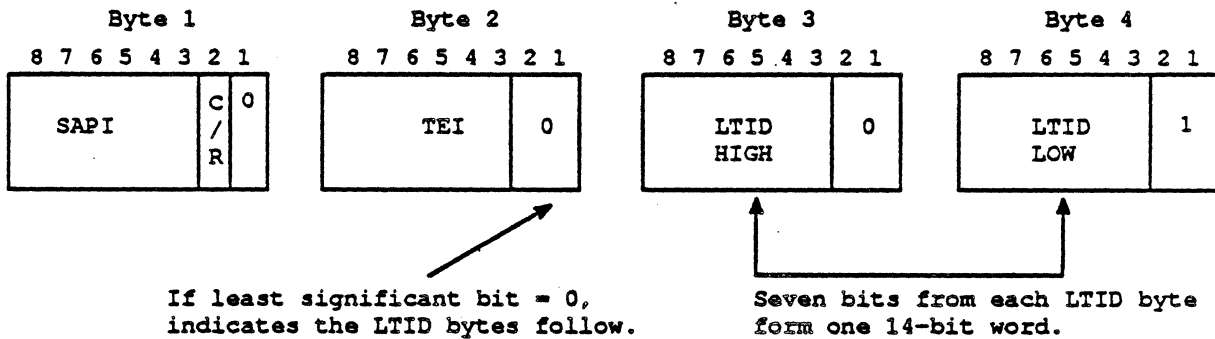 Byte 1 Byte 2 Byte 3 Byte 4
8 7 6 5 4 3 2 1 8 7 6 5 4 3 2 1 8 7 6 5 4 3 2 1 8 7 6 5 4 3 2 1
SAPI C/R 0 TEI 0 LTID HIGH 0 LTID LOW 1
If least significant bit = 0, indicates the LTID bytes follow.
Seven bits from each LTID byte form one 14-bit word.